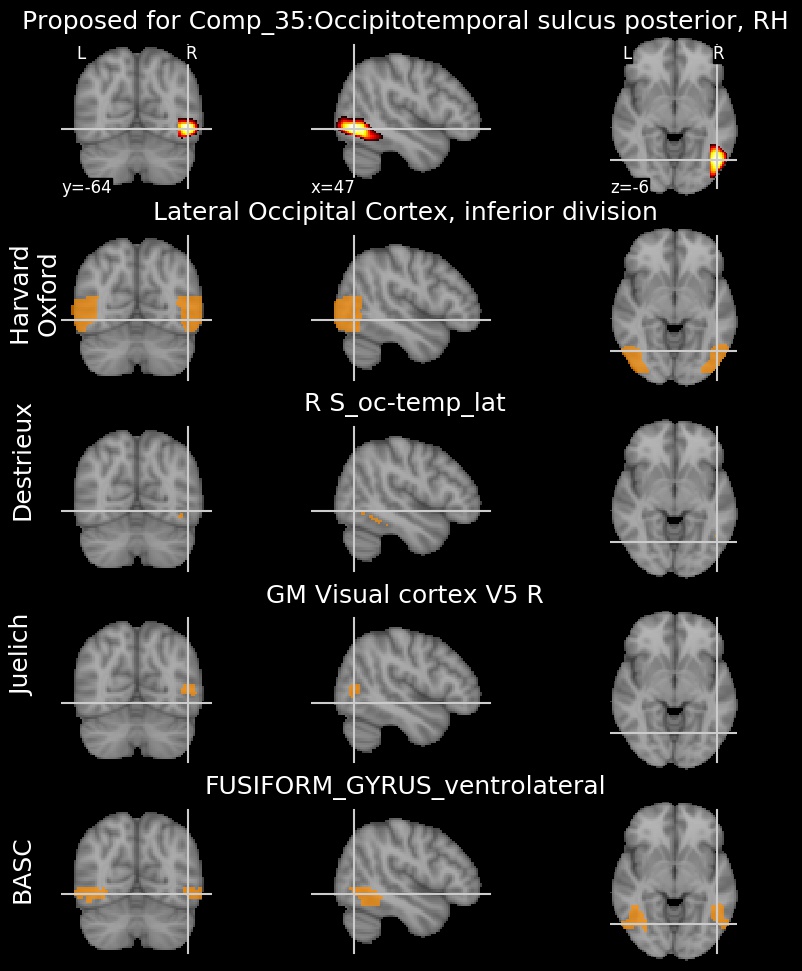 Proposed for Comp_35:Occipitotemporal sulcus posterior, RH
L R L R
y=-64 x=47 z=-6
Lateral Occipital Cortex, inferior division
Harvard
Oxford
R S_oc-temp_lat
Destrieux
GM Visual cortex V5 R
Juelich
FUSIFORM_GYRUS_ventrolateral
BASC